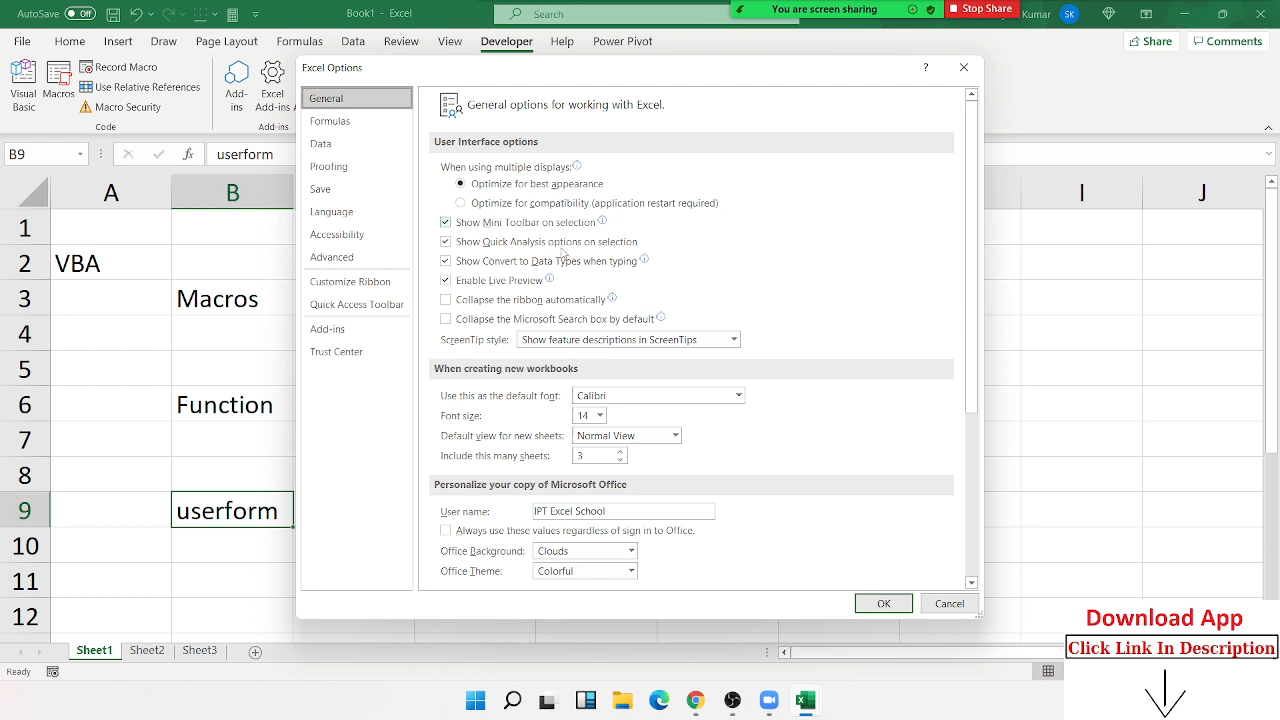 AutoSave Off
Book1 - Excel
Search
You are screen sharing
Stop Share
Kumar
SK
File Home Insert Draw Page Layout Formulas Data Review View Developer Help Power Pivot
Share
Comments
Visual Basic
Macros
Record Macro
Use Relative References
Macro Security
Code
Add-ins
Excel Add-ins
Add-ins
B9
fx
userform
A B I J
1
2 VBA
3 Macros
4
5
6 Function
7
8
9 userform
10
11
12
Excel Options
?
General
Formulas
Data
Proofing
Save
Language
Accessibility
Advanced
Customize Ribbon
Quick Access Toolbar
Add-ins
Trust Center
General options for working with Excel.
User Interface options
When using multiple displays:
Optimize for best appearance
Optimize for compatibility (application restart required)
Show Mini Toolbar on selection
Show Quick Analysis options on selection
Show Convert to Data Types when typing
Enable Live Preview
Collapse the ribbon automatically
Collapse the Microsoft Search box by default
ScreenTip style: Show feature descriptions in ScreenTips
When creating new workbooks
Use this as the default font: Calibri
Font size: 14
Default view for new sheets: Normal View
Include this many sheets: 3
Personalize your copy of Microsoft Office
User name: IPT Excel School
Always use these values regardless of sign in to Office.
Office Background: Clouds
Office Theme: Colorful
OK
Cancel
Download App
Click Link In Description
Sheet1 Sheet2 Sheet3
Ready